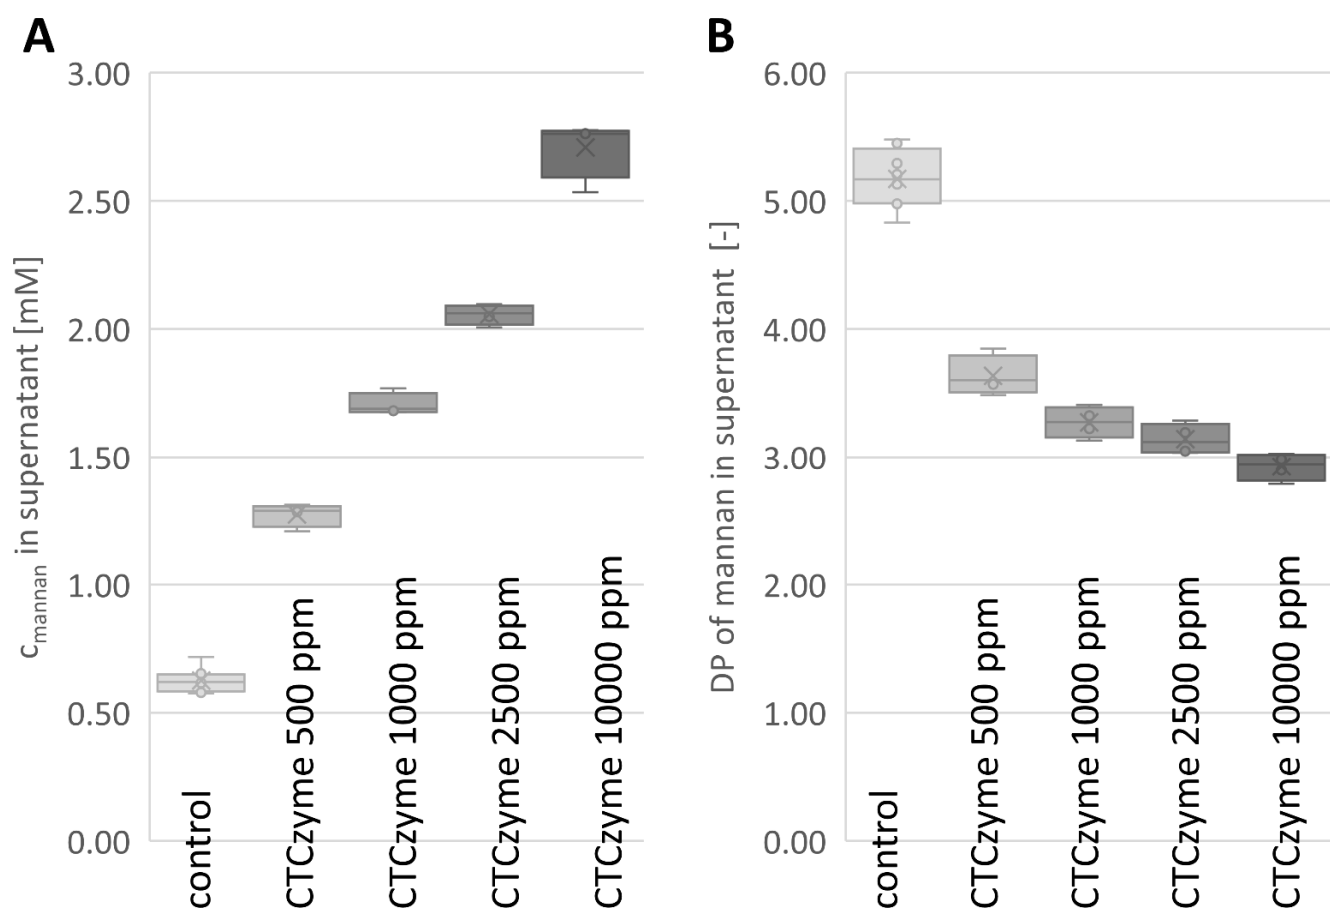 A
3.00
2.50
2.00
1.50
1.00
0.50
0.00
cmannan in supernatant [mM]
control
CTCzyme 500 ppm
CTCzyme 1000 ppm
CTCzyme 2500 ppm
CTCzyme 10000 ppm
B
6.00
5.00
4.00
3.00
2.00
1.00
0.00
DP of mannan in supernatant [-]
control
CTCzyme 500 ppm
CTCzyme 1000 ppm
CTCzyme 2500 ppm
CTCzyme 10000 ppm